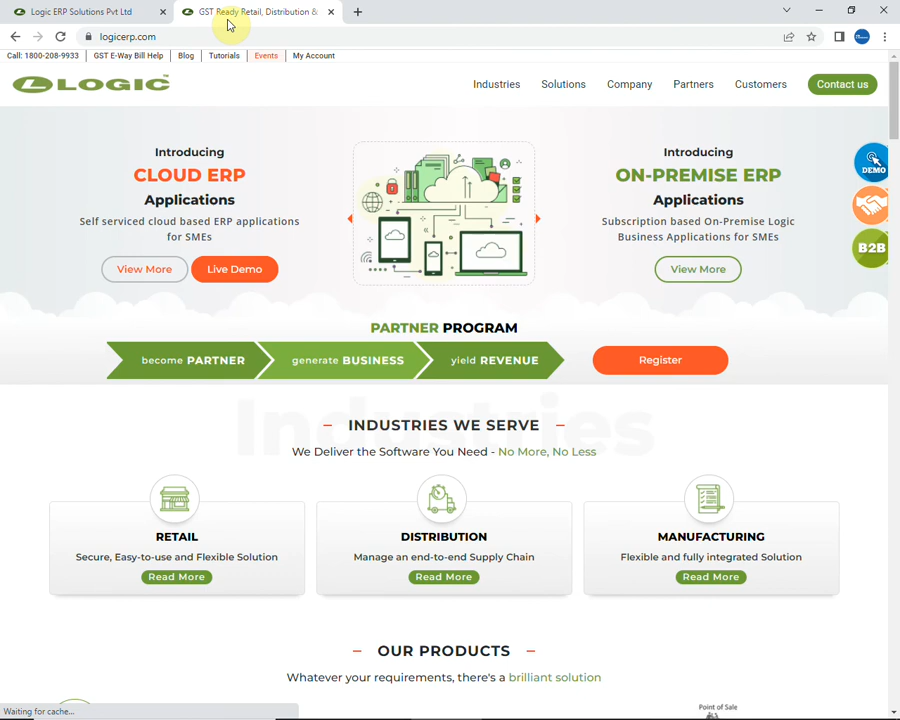 Logic ERP Solutions Pvt Ltd
GST Ready Retail, Distribution &
logicerp.com
Call: 1800-208-9933
GST E-Way Bill Help
Blog
Tutorials
Events
My Account
LOGIC™
Industries
Solutions
Company
Partners
Customers
Contact us
Introducing
CLOUD ERP
Applications
Self serviced cloud based ERP applications
for SMEs
View More
Live Demo
Introducing
ON-PREMISE ERP
Applications
Subscription based On-Premise Logic
Business Applications for SMEs
View More
DEMO
B2B
PARTNER PROGRAM
become PARTNER
generate BUSINESS
yield REVENUE
Register
Industries
INDUSTRIES WE SERVE
We Deliver the Software You Need - No More, No Less
RETAIL
Secure, Easy-to-use and Flexible Solution
Read More
DISTRIBUTION
Manage an end-to-end Supply Chain
Read More
MANUFACTURING
Flexible and fully integrated Solution
Read More
OUR PRODUCTS
Whatever your requirements, there's a brilliant solution
Point of Sale
Waiting for cache...